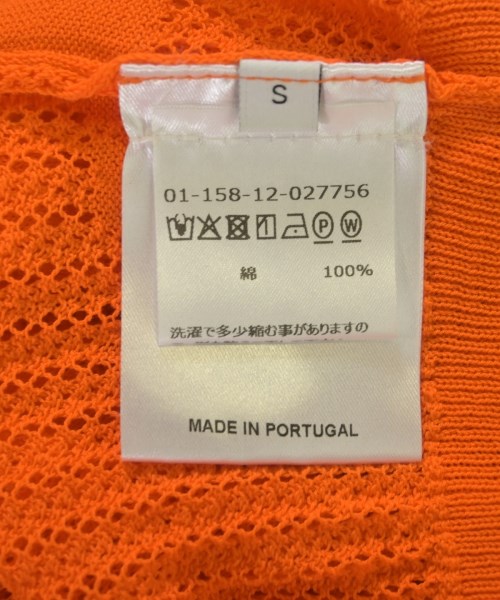 S
01-158-12-027756
綿 100%
洗濯で多少縮む事がありますの
MADE IN PORTUGAL